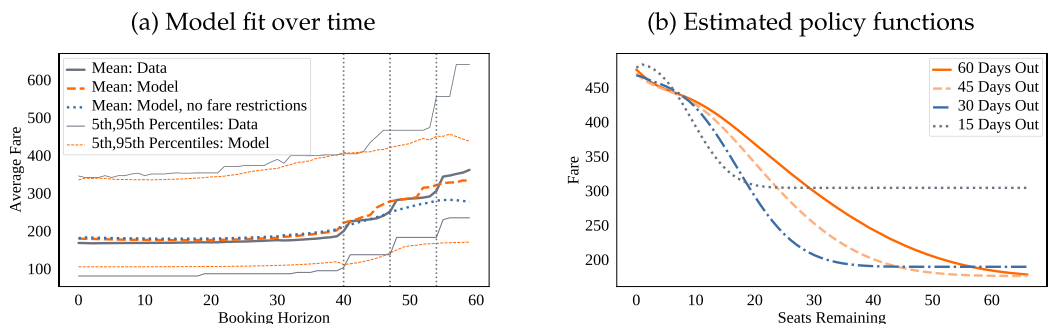 (a) Model fit over time
Average Fare
600
500
400
300
200
100
Mean: Data
Mean: Model
Mean: Model, no fare restrictions
5th,95th Percentiles: Data
5th,95th Percentiles: Model
0 10 20 30 40 50 60
Booking Horizon
(b) Estimated policy functions
Fare
450
400
350
300
250
200
60 Days Out
45 Days Out
30 Days Out
15 Days Out
0 10 20 30 40 50 60
Seats Remaining